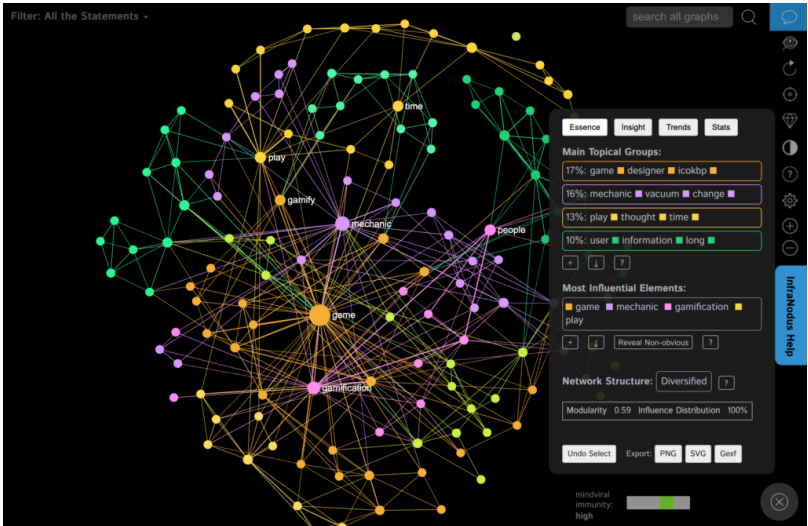 Filter: All the Statements
search all graphs
time
play
gamify
mechanic
people
game
gamification
Essence Insight Trends Stats
Main Topical Groups:
17%: game designer icokbp
16%: mechanic vacuum change
13%: play thought time
10%: user information long
+ ↓ ?
Most Influential Elements:
game mechanic gamification
play
+ ↓ Reveal Non-obvious ?
Network Structure: Diversified ?
Modularity 0.59 Influence Distribution 100%
Undo Select Export: PNG SVG Gexf
mindviral
immunity:
high
InfraNodus Help